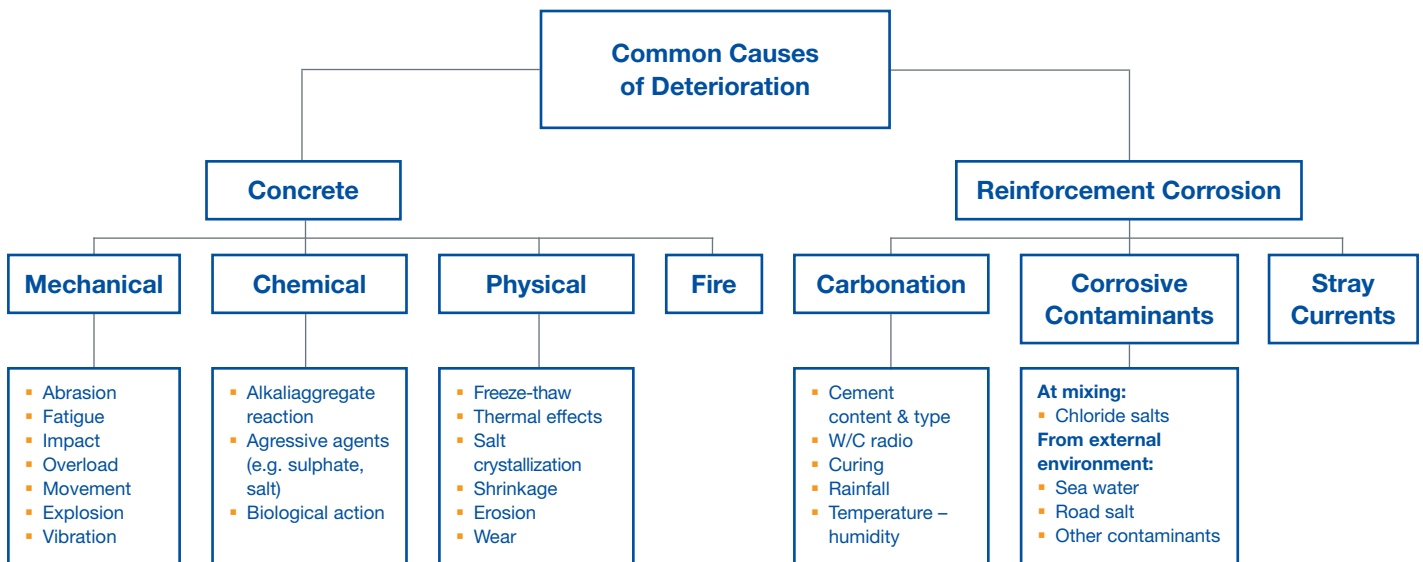 Common Causes
of Deterioration
Concrete
Reinforcement Corrosion
Mechanical
Chemical
Physical
Fire
Carbonation
Corrosive
Contaminants
Stray
Currents
▪ Abrasion
▪ Fatigue
▪ Impact
▪ Overload
▪ Movement
▪ Explosion
▪ Vibration
▪ Alkaliaggregate
reaction
▪ Agressive agents
(e.g. sulphate,
salt)
▪ Biological action
▪ Freeze-thaw
▪ Thermal effects
▪ Salt
crystallization
▪ Shrinkage
▪ Erosion
▪ Wear
▪ Cement
content & type
▪ W/C radio
▪ Curing
▪ Rainfall
▪ Temperature –
humidity
At mixing:
▪ Chloride salts
From external
environment:
▪ Sea water
▪ Road salt
▪ Other contaminants